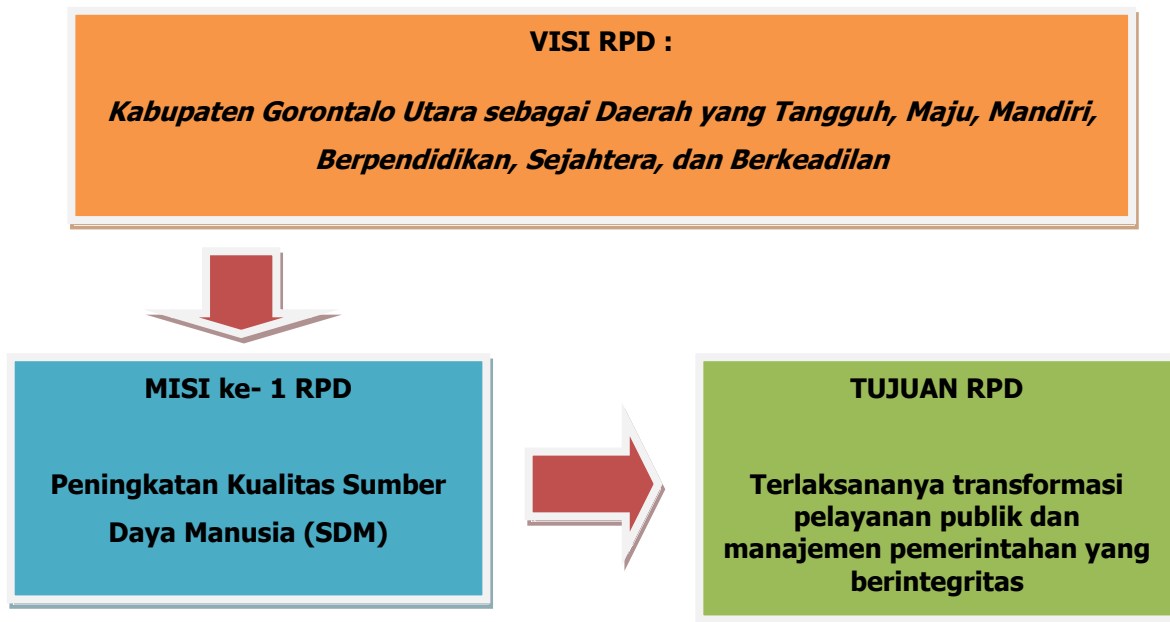 VISI RPD :
Kabupaten Gorontalo Utara sebagai Daerah yang Tangguh, Maju, Mandiri,
Berpendidikan, Sejahtera, dan Berkeadilan
MISI ke- 1 RPD
Peningkatan Kualitas Sumber
Daya Manusia (SDM)
TUJUAN RPD
Terlaksananya transformasi
pelayanan publik dan
manajemen pemerintahan yang
berintegritas